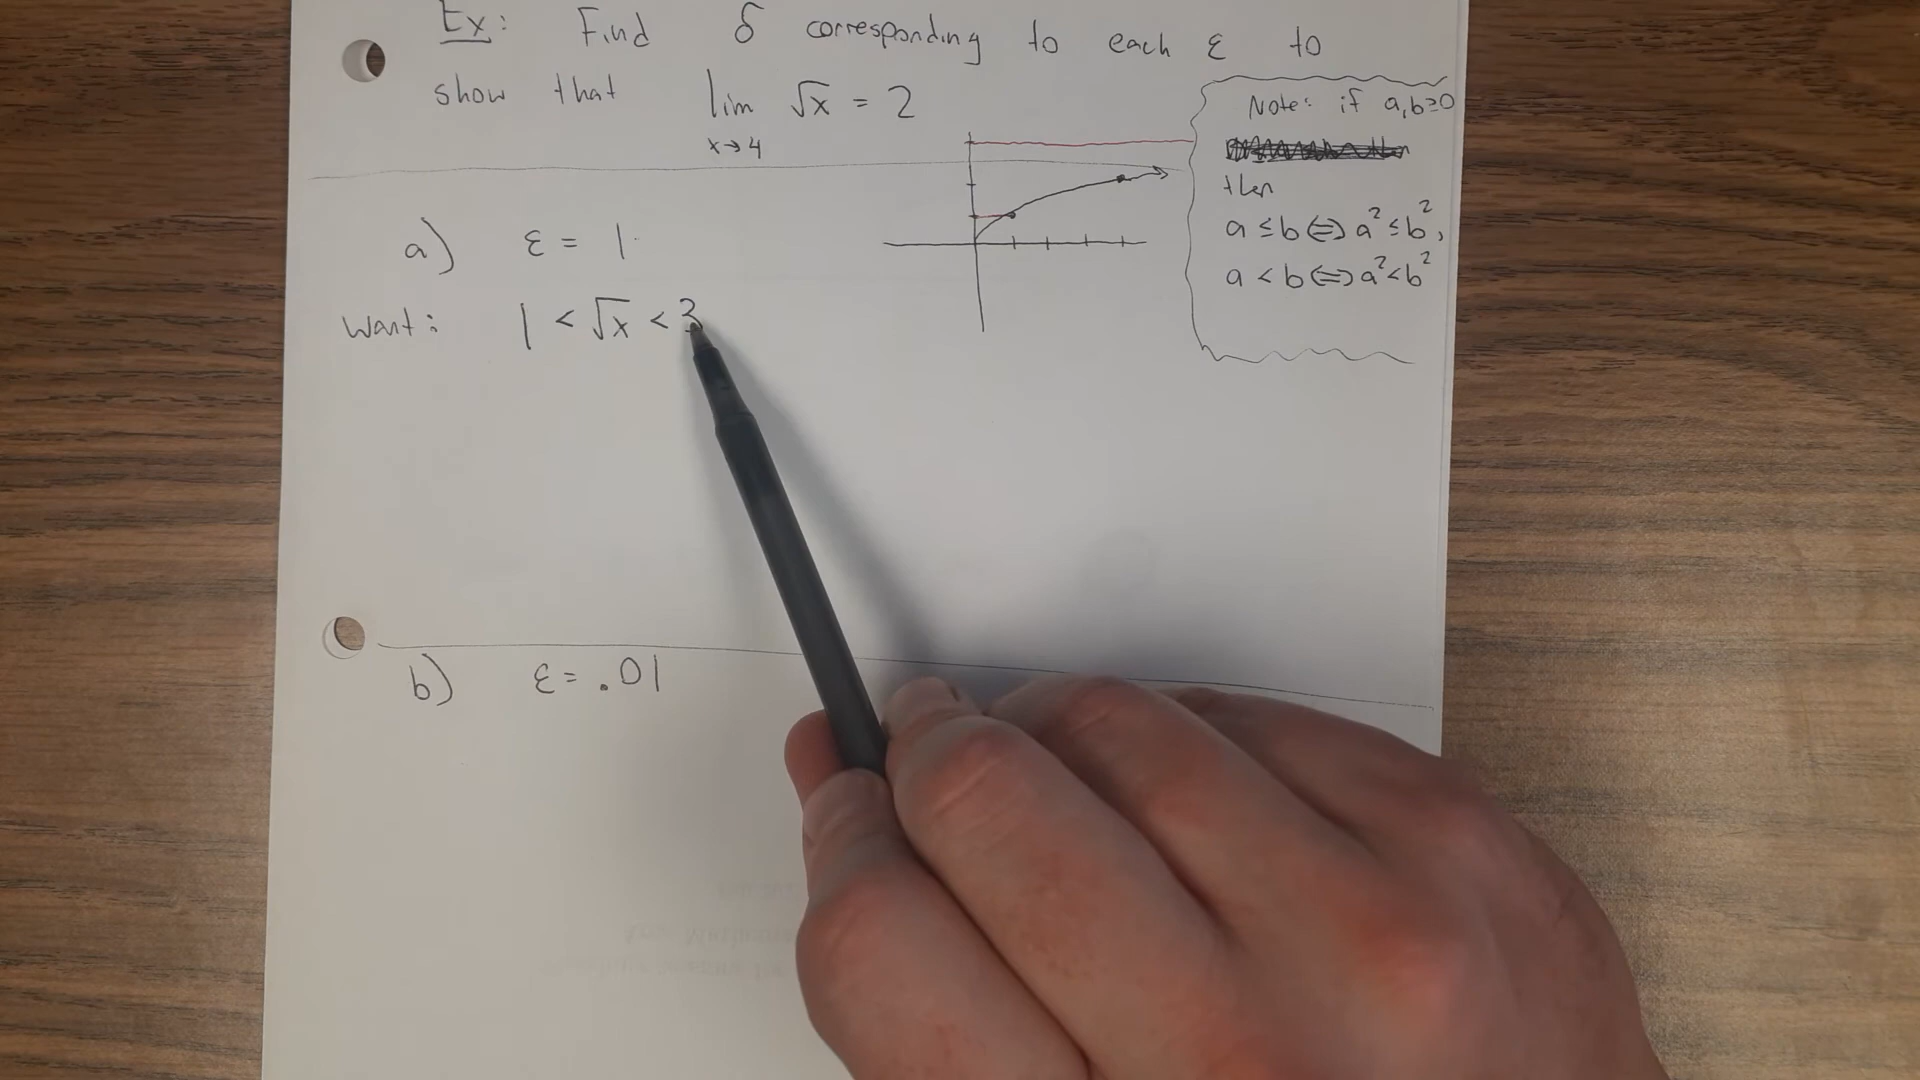 Ex: Find δ corresponding to each ε to
show that lim √x = 2
x→4
Note: if a,b≥0
then
a ≤ b ⟺ a² ≤ b²,
a < b ⟺ a² < b²
a) ε = 1
Want: 1 < √x < 3
b) ε = .01